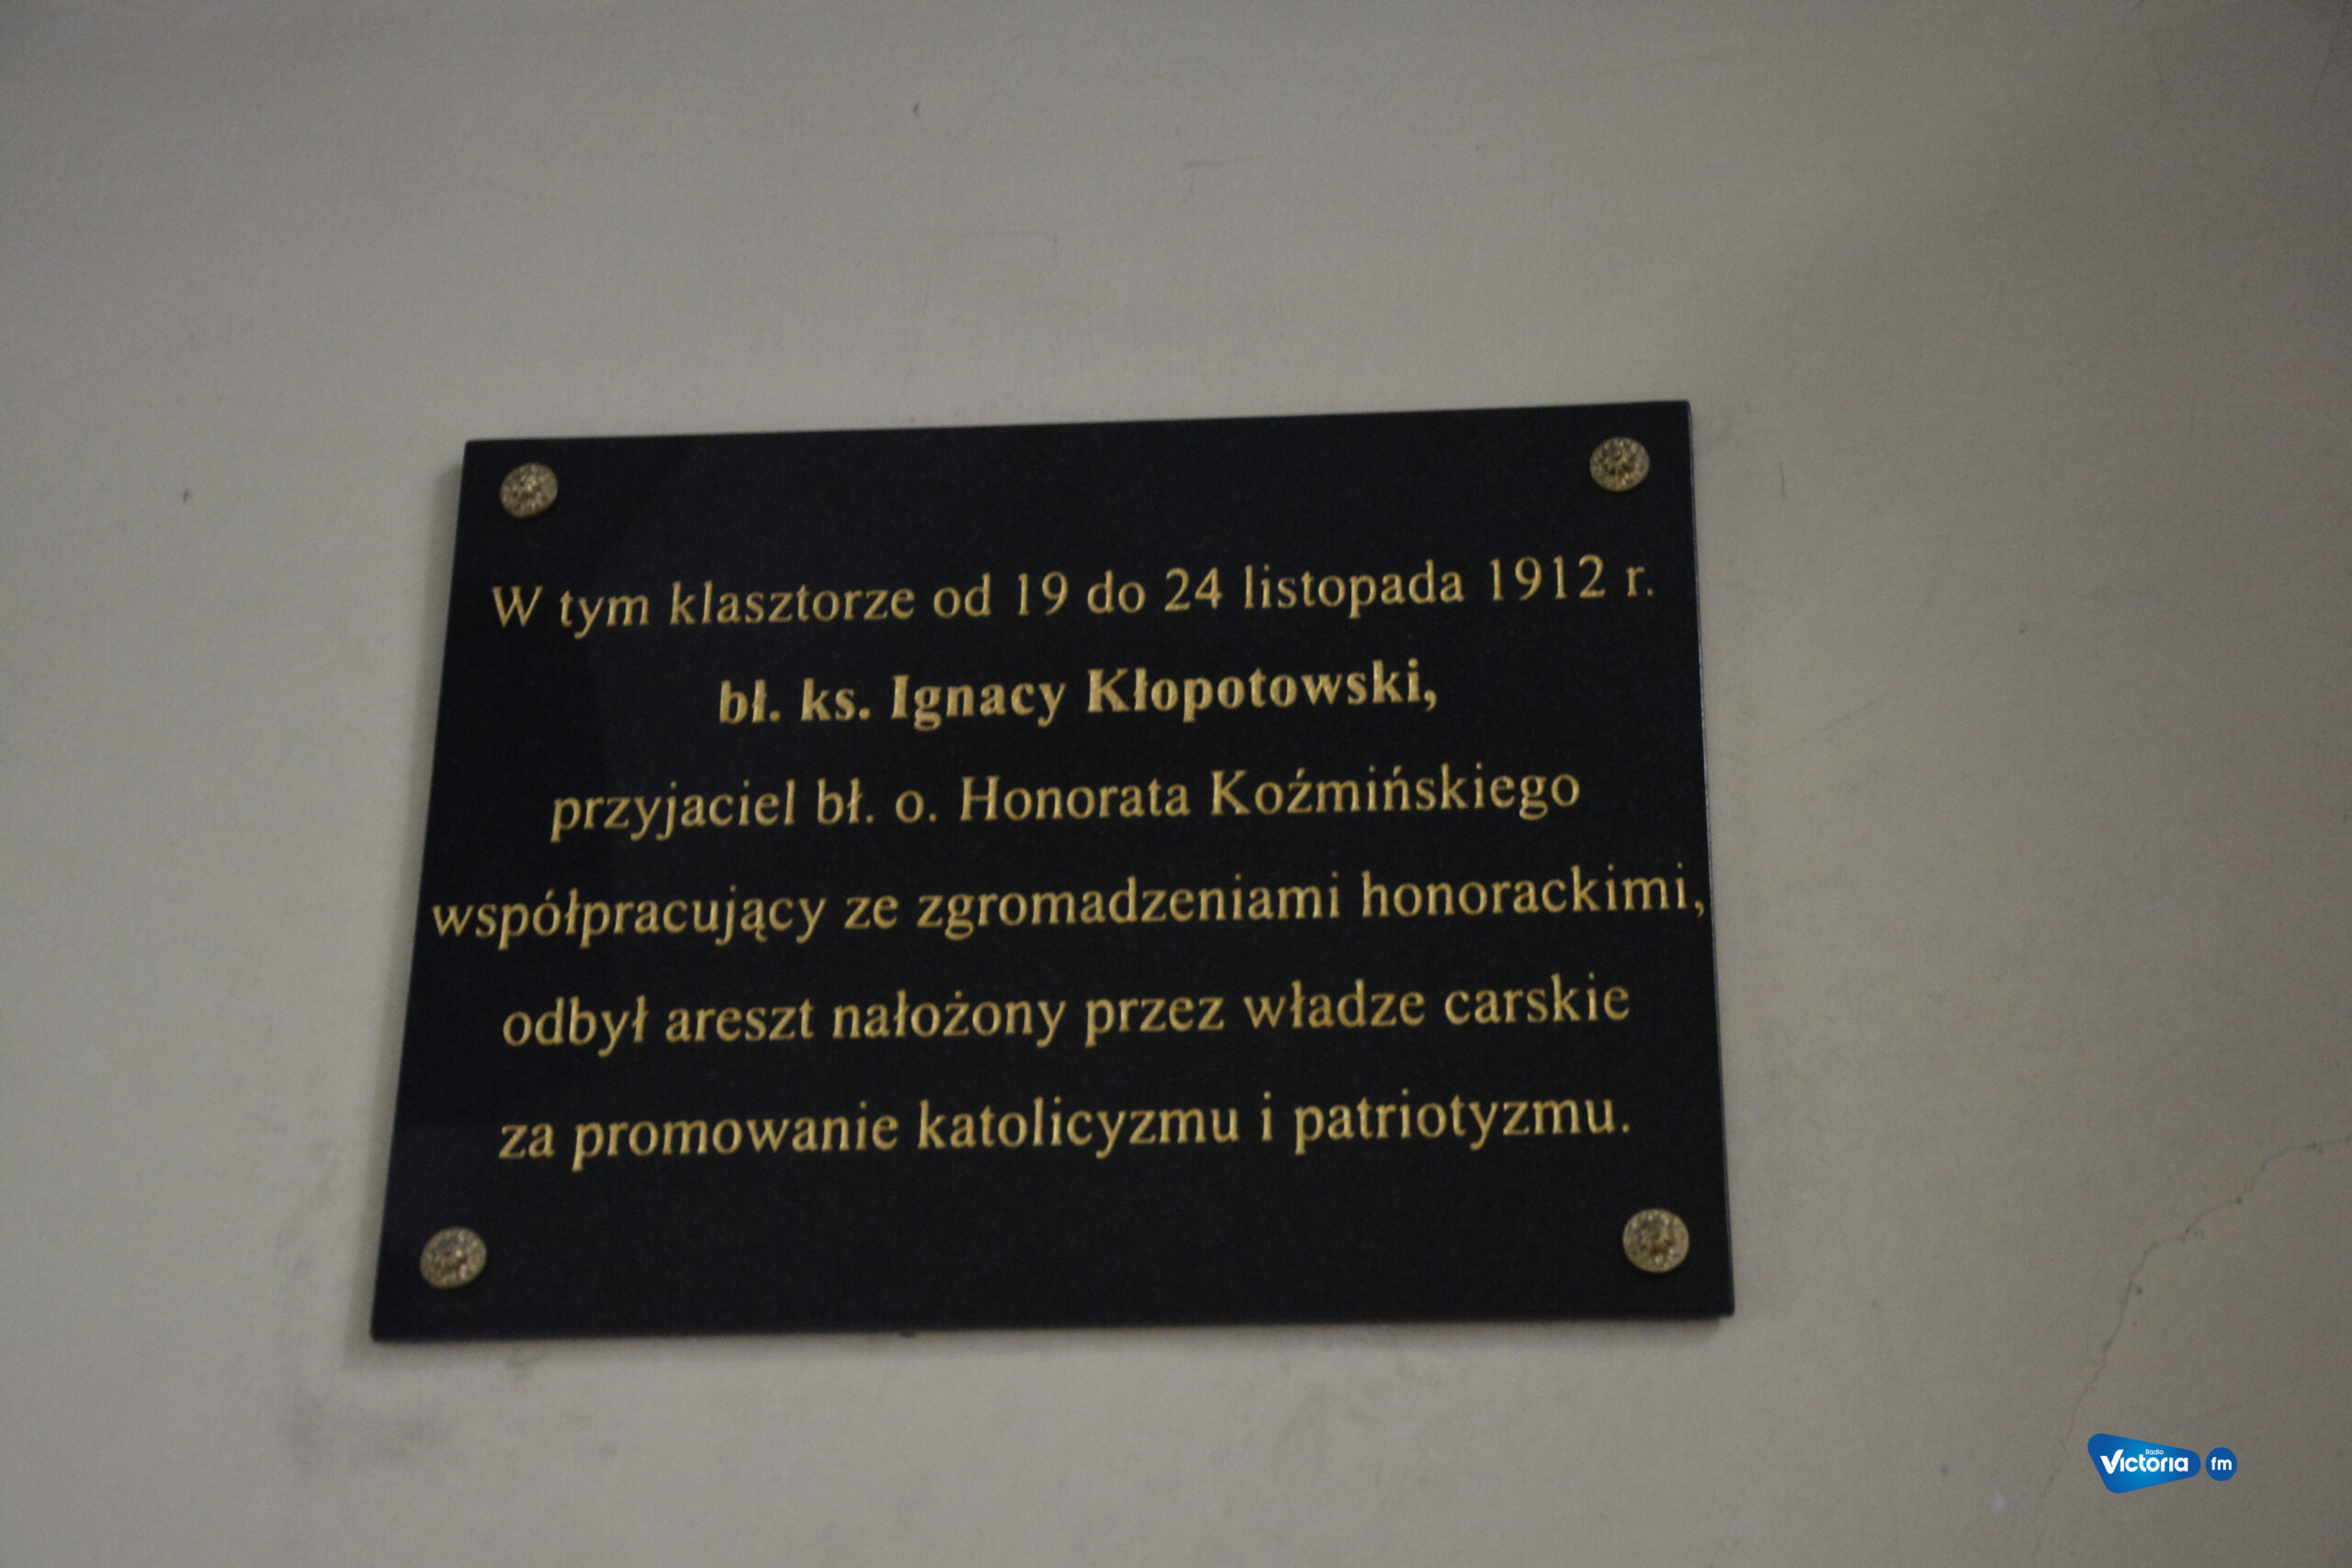 W tym klasztorze od 19 do 24 listopada 1912 r.
bł. ks. Ignacy Kłopotowski,
przyjaciel bł. o. Honorata Koźmińskiego
współpracujący ze zgromadzeniami honorackimi,
odbył areszt nałożony przez władze carskie
za promowanie katolicyzmu i patriotyzmu.
Radio
Victoria fm